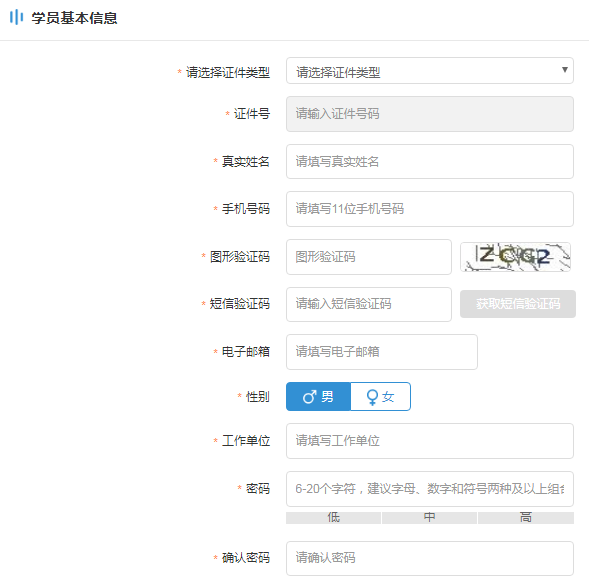 学员基本信息
* 请选择证件类型 请选择证件类型
* 证件号 请输入证件号码
* 真实姓名 请填写真实姓名
* 手机号码 请填写11位手机号码
* 图形验证码 图形验证码 ZCG2
* 短信验证码 请输入短信验证码 获取短信验证码
* 电子邮箱 请填写电子邮箱
* 性别 男 女
* 工作单位 请填写工作单位
* 密码 6-20个字符，建议字母、数字和符号两种及以上组合
低 中 高
* 确认密码 请确认密码